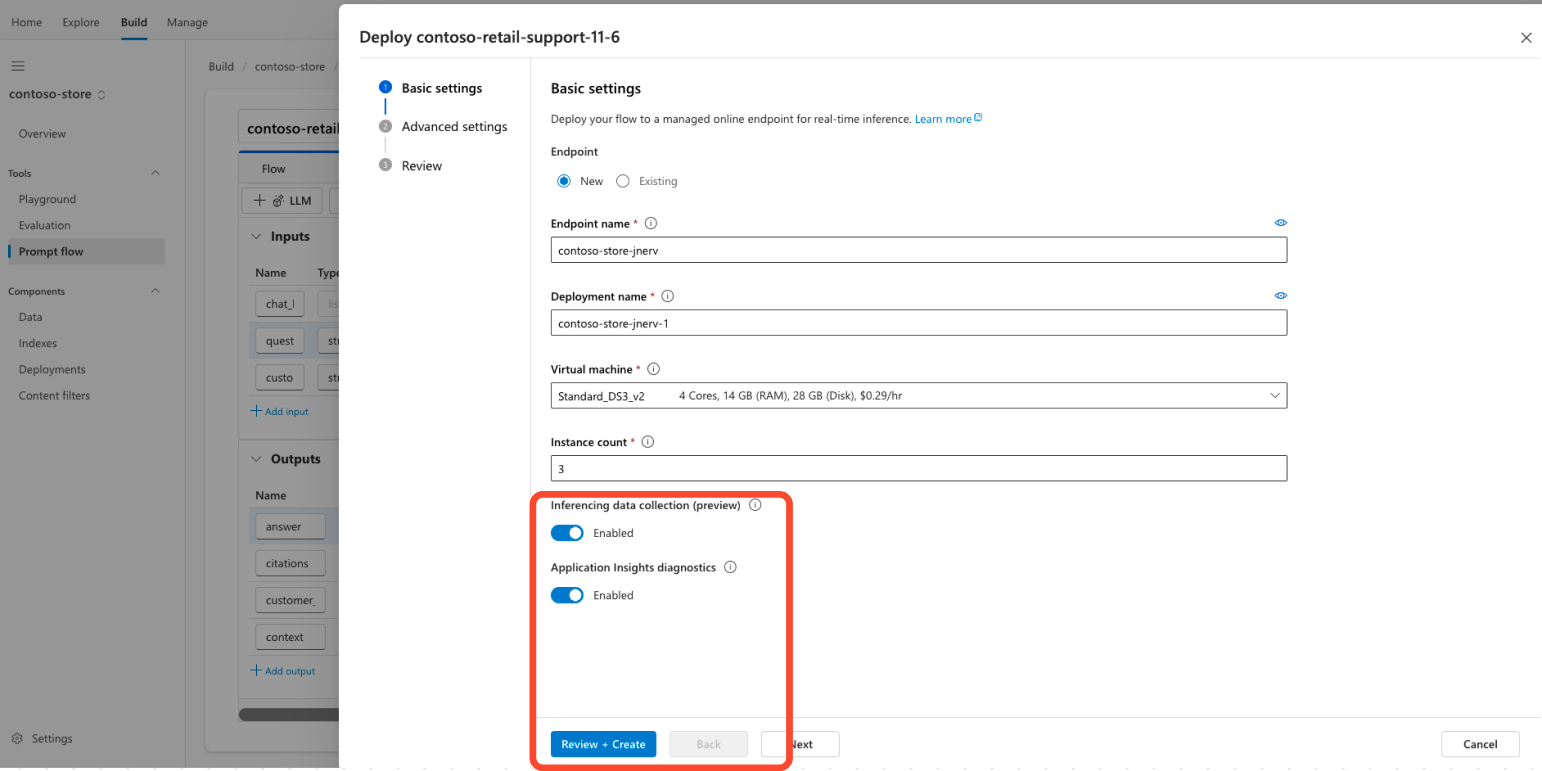 Home Explore Build Manage
Deploy contoso-retail-support-11-6
Build / contoso-store /
contoso-store
Overview
Tools
Playground
Evaluation
Prompt flow
Components
Data
Indexes
Deployments
Content filters
Settings
contoso-retail
Flow
LLM
Inputs
Name Type
chat_l lis
quest str
custo str
Add input
Outputs
Name
answer
citations
customer_
context
Add output
1 Basic settings
2 Advanced settings
3 Review
Basic settings
Deploy your flow to a managed online endpoint for real-time inference. Learn more
Endpoint
New Existing
Endpoint name *
contoso-store-jnerv
Deployment name *
contoso-store-jnerv-1
Virtual machine *
Standard_DS3_v2 4 Cores, 14 GB (RAM), 28 GB (Disk), $0.29/hr
Instance count *
3
Inferencing data collection (preview)
Enabled
Application Insights diagnostics
Enabled
Review + Create Back Next Cancel